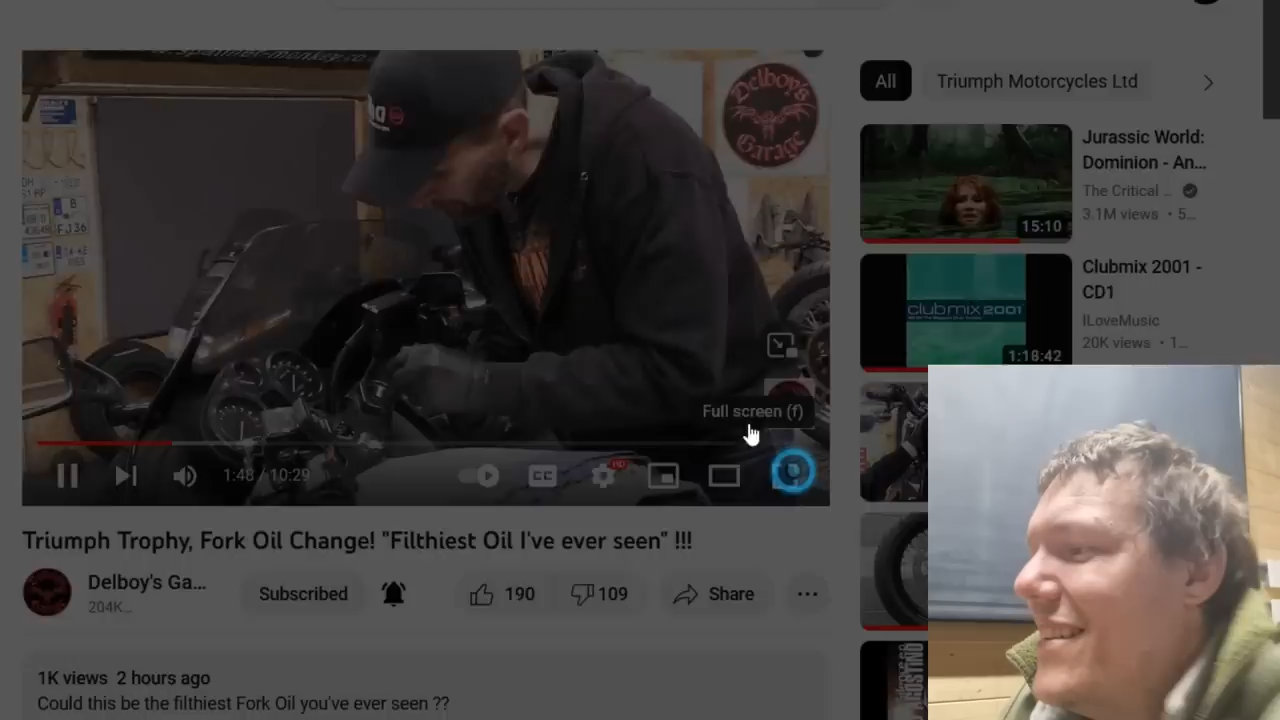 Delboy's
Garage
FJ36
Full screen (f)
1:48 / 10:29
CC
HD
Triumph Trophy, Fork Oil Change! "Filthiest Oil I've ever seen" !!!
Delboy's Ga...
204K...
Subscribed
190
109
Share
1K views 2 hours ago
Could this be the filthiest Fork Oil you've ever seen ??
All
Triumph Motorcycles Ltd
Jurassic World:
Dominion - An...
The Critical ...
3.1M views • 5...
15:10
Clubmix 2001 -
CD1
ILoveMusic
20K views • 1...
clubmix 2001
1:18:42